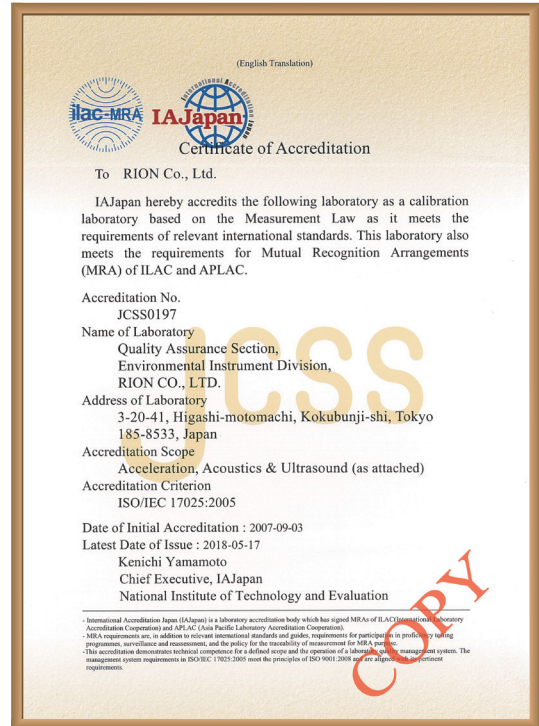 (English Translation)
ilac-MRA
International Accreditation Japan
IAJapan
Certificate of Accreditation
To RION Co., Ltd.
IAJapan hereby accredits the following laboratory as a calibration
laboratory based on the Measurement Law as it meets the
requirements of relevant international standards. This laboratory also
meets the requirements for Mutual Recognition Arrangements
(MRA) of ILAC and APLAC.
JCSS
Accreditation No.
JCSS0197
Name of Laboratory
Quality Assurance Section,
Environmental Instrument Division,
RION CO., LTD.
Address of Laboratory
3-20-41, Higashi-motomachi, Kokubunji-shi, Tokyo
185-8533, Japan
Accreditation Scope
Acceleration, Acoustics & Ultrasound (as attached)
Accreditation Criterion
ISO/IEC 17025:2005
Date of Initial Accreditation : 2007-09-03
Latest Date of Issue : 2018-05-17
Kenichi Yamamoto
Chief Executive, IAJapan
National Institute of Technology and Evaluation
- International Accreditation Japan (IAJapan) is a laboratory accreditation body which has signed MRAs of ILAC(International Laboratory
Accreditation Cooperation) and APLAC (Asia Pacific Laboratory Accreditation Cooperation).
- MRA requirements are, in addition to relevant international standards and guides, requirements for participation in proficiency testing
programmes, surveillance and reassessment, and the policy for the traceability of measurement for MRA purpose.
-This accreditation demonstrates technical competence for a defined scope and the operation of a laboratory quality management system. The
management system requirements in ISO/IEC 17025:2005 meet the principles of ISO 9001:2008 and are aligned with its pertinent
requirements.
COPY